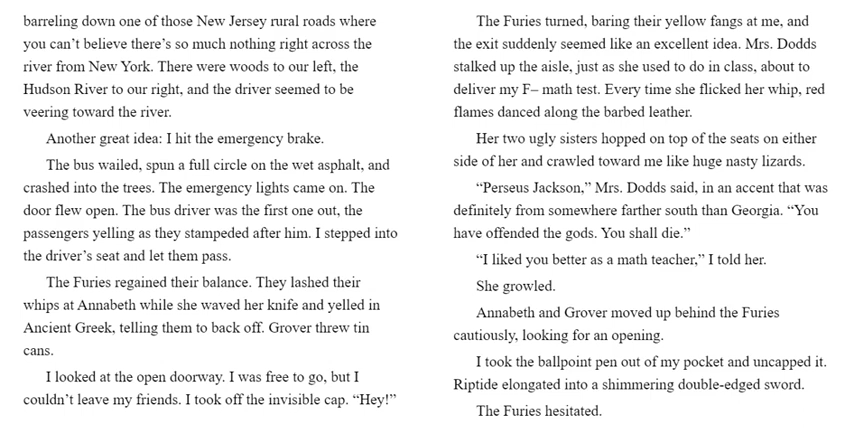 barreling down one of those New Jersey rural roads where
you can’t believe there’s so much nothing right across the
river from New York. There were woods to our left, the
Hudson River to our right, and the driver seemed to be
veering toward the river.
Another great idea: I hit the emergency brake.
The bus wailed, spun a full circle on the wet asphalt, and
crashed into the trees. The emergency lights came on. The
door flew open. The bus driver was the first one out, the
passengers yelling as they stampeded after him. I stepped into
the driver’s seat and let them pass.
The Furies regained their balance. They lashed their
whips at Annabeth while she waved her knife and yelled in
Ancient Greek, telling them to back off. Grover threw tin
cans.
I looked at the open doorway. I was free to go, but I
couldn’t leave my friends. I took off the invisible cap. “Hey!”
The Furies turned, baring their yellow fangs at me, and
the exit suddenly seemed like an excellent idea. Mrs. Dodds
stalked up the aisle, just as she used to do in class, about to
deliver my F– math test. Every time she flicked her whip, red
flames danced along the barbed leather.
Her two ugly sisters hopped on top of the seats on either
side of her and crawled toward me like huge nasty lizards.
“Perseus Jackson,” Mrs. Dodds said, in an accent that was
definitely from somewhere farther south than Georgia. “You
have offended the gods. You shall die.”
“I liked you better as a math teacher,” I told her.
She growled.
Annabeth and Grover moved up behind the Furies
cautiously, looking for an opening.
I took the ballpoint pen out of my pocket and uncapped it.
Riptide elongated into a shimmering double-edged sword.
The Furies hesitated.